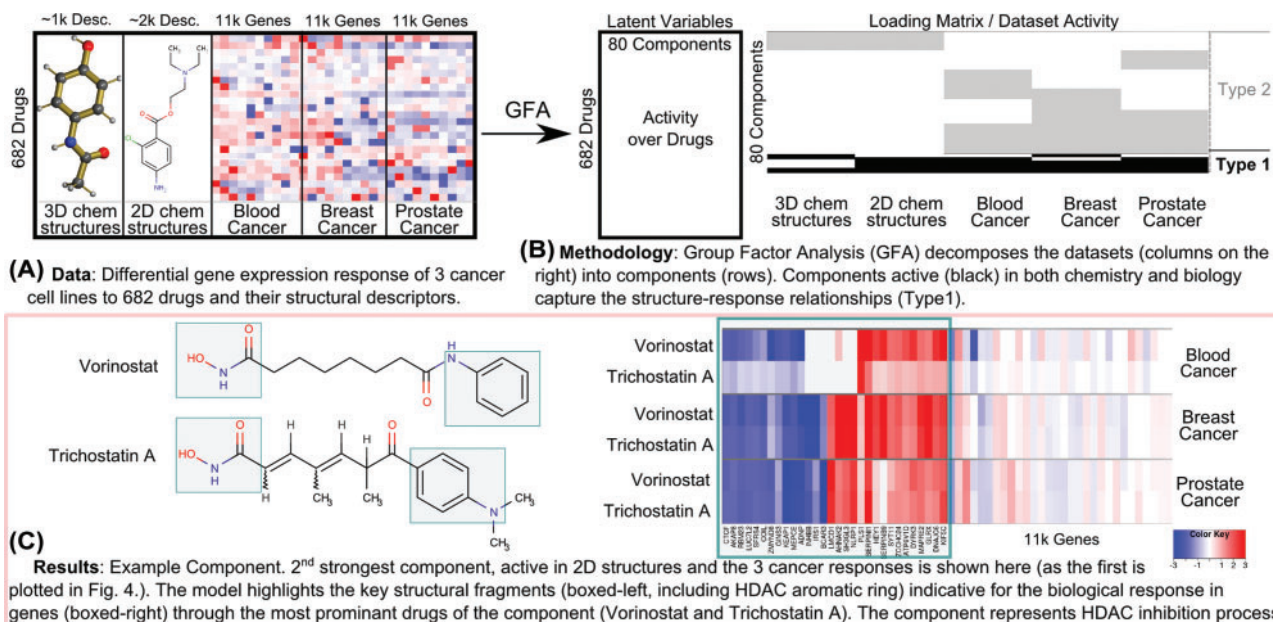 ~1k Desc. ~2k Desc. 11k Genes 11k Genes 11k Genes
682 Drugs
3D chem structures
2D chem structures
Blood Cancer
Breast Cancer
Prostate Cancer
GFA
Latent Variables
80 Components
682 Drugs
Activity over Drugs
Loading Matrix / Dataset Activity
80 Components
Type 2
Type 1
3D chem structures
2D chem structures
Blood Cancer
Breast Cancer
Prostate Cancer
(A) Data: Differential gene expression response of 3 cancer
cell lines to 682 drugs and their structural descriptors.
(B) Methodology: Group Factor Analysis (GFA) decomposes the datasets (columns on the
right) into components (rows). Components active (black) in both chemistry and biology
capture the structure-response relationships (Type1).
Vorinostat
Trichostatin A
Vorinostat
Trichostatin A
Blood Cancer
Vorinostat
Trichostatin A
Breast Cancer
Vorinostat
Trichostatin A
Prostate Cancer
11k Genes
Color Key
-3 -2 -1 0 1 2 3
(C)
Results: Example Component. 2nd strongest component, active in 2D structures and the 3 cancer responses is shown here (as the first is
plotted in Fig. 4.). The model highlights the key structural fragments (boxed-left, including HDAC aromatic ring) indicative for the biological response in
genes (boxed-right) through the most prominent drugs of the component (Vorinostat and Trichostatin A). The component represents HDAC inhibition process